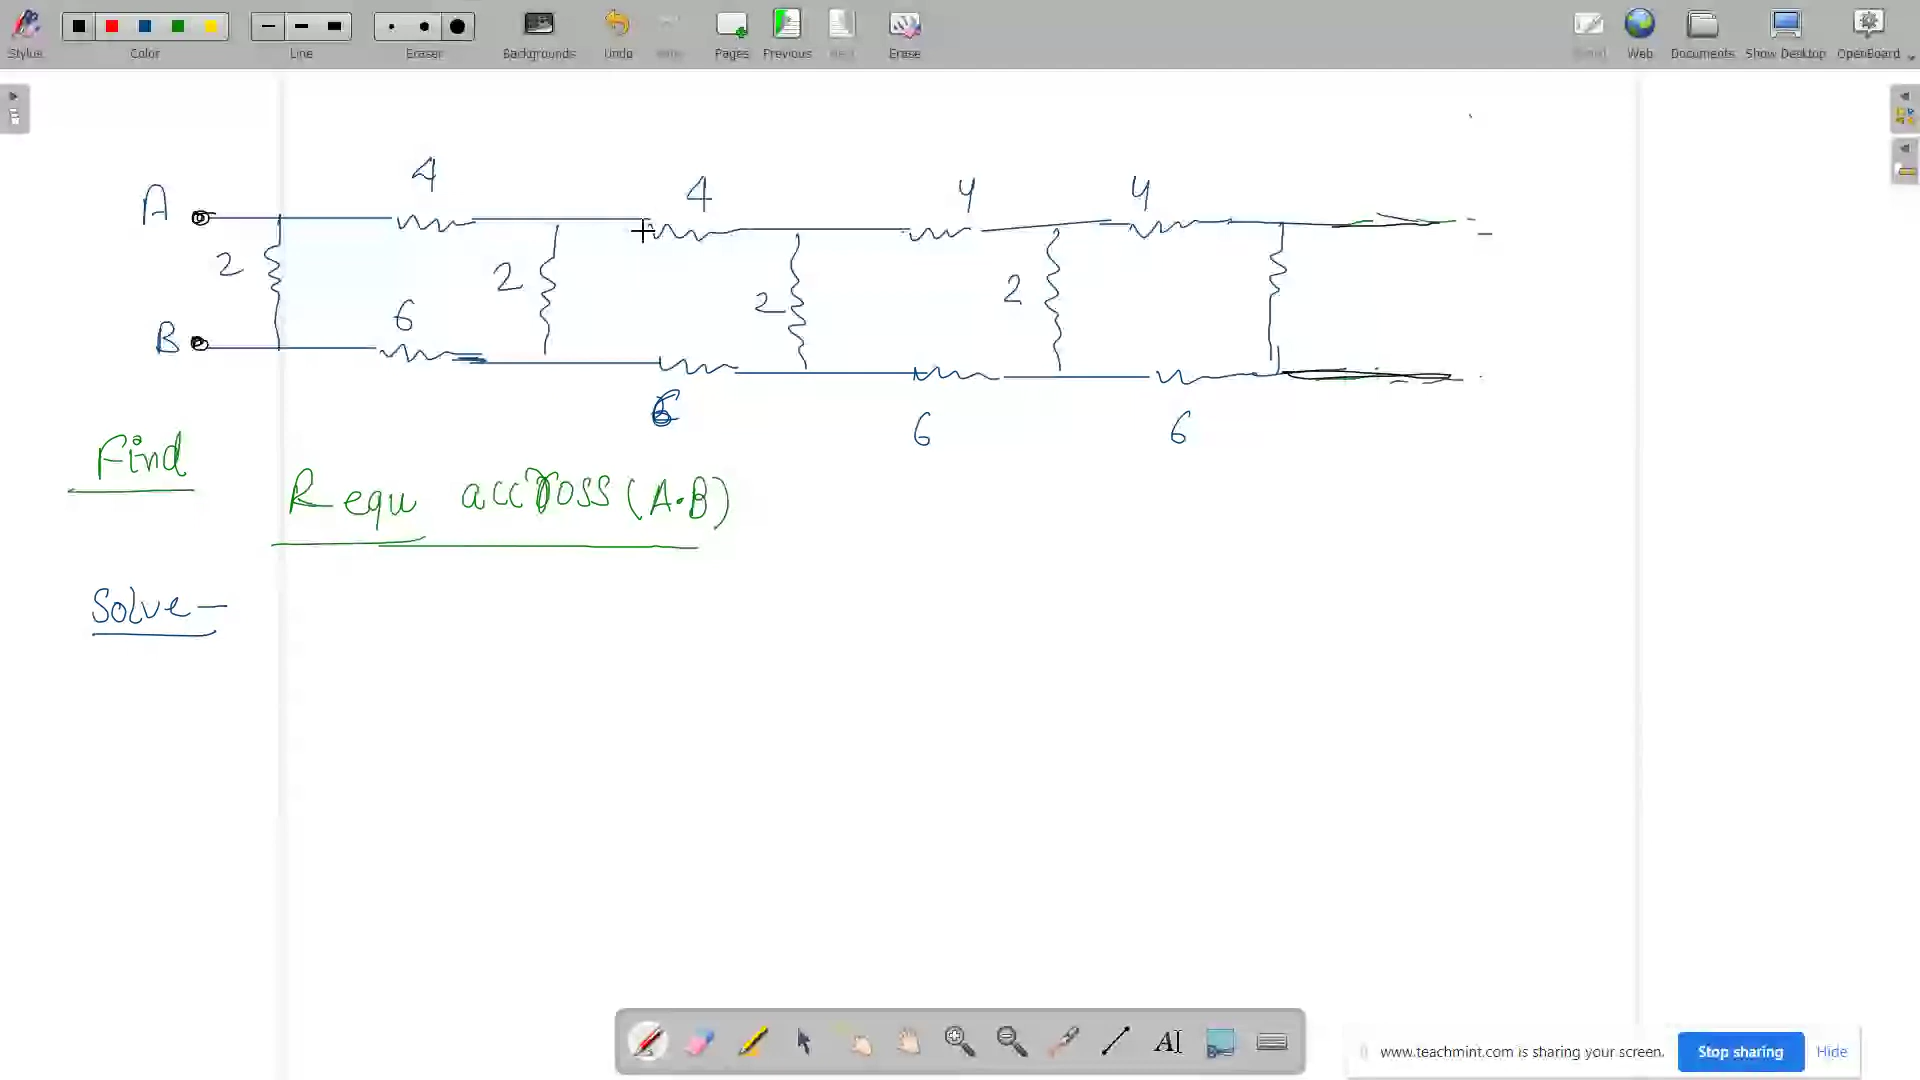 Stylus
Color
Line
Eraser
Backgrounds
Undo
Pages
Previous
Erase
Web
Documents
Show Desktop
OpenBoard
4 4 4 4
A
2 2 2 2
B
6
6 6 6
Find
R equ accross (A.B)
Solve -
www.teachmint.com is sharing your screen.
Stop sharing
Hide